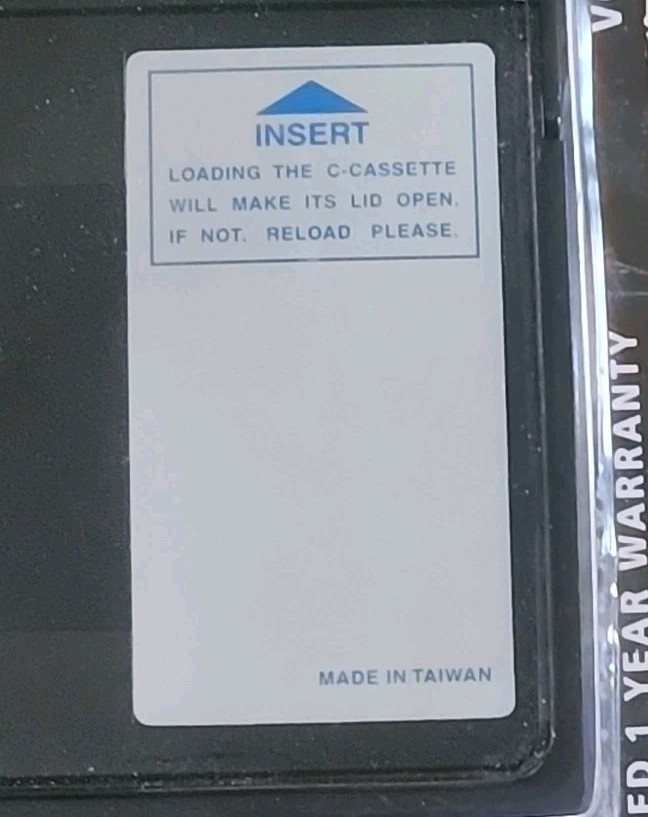 INSERT
LOADING THE C-CASSETTE
WILL MAKE ITS LID OPEN.
IF NOT. RELOAD PLEASE.
MADE IN TAIWAN
1 YEAR WARRANTY